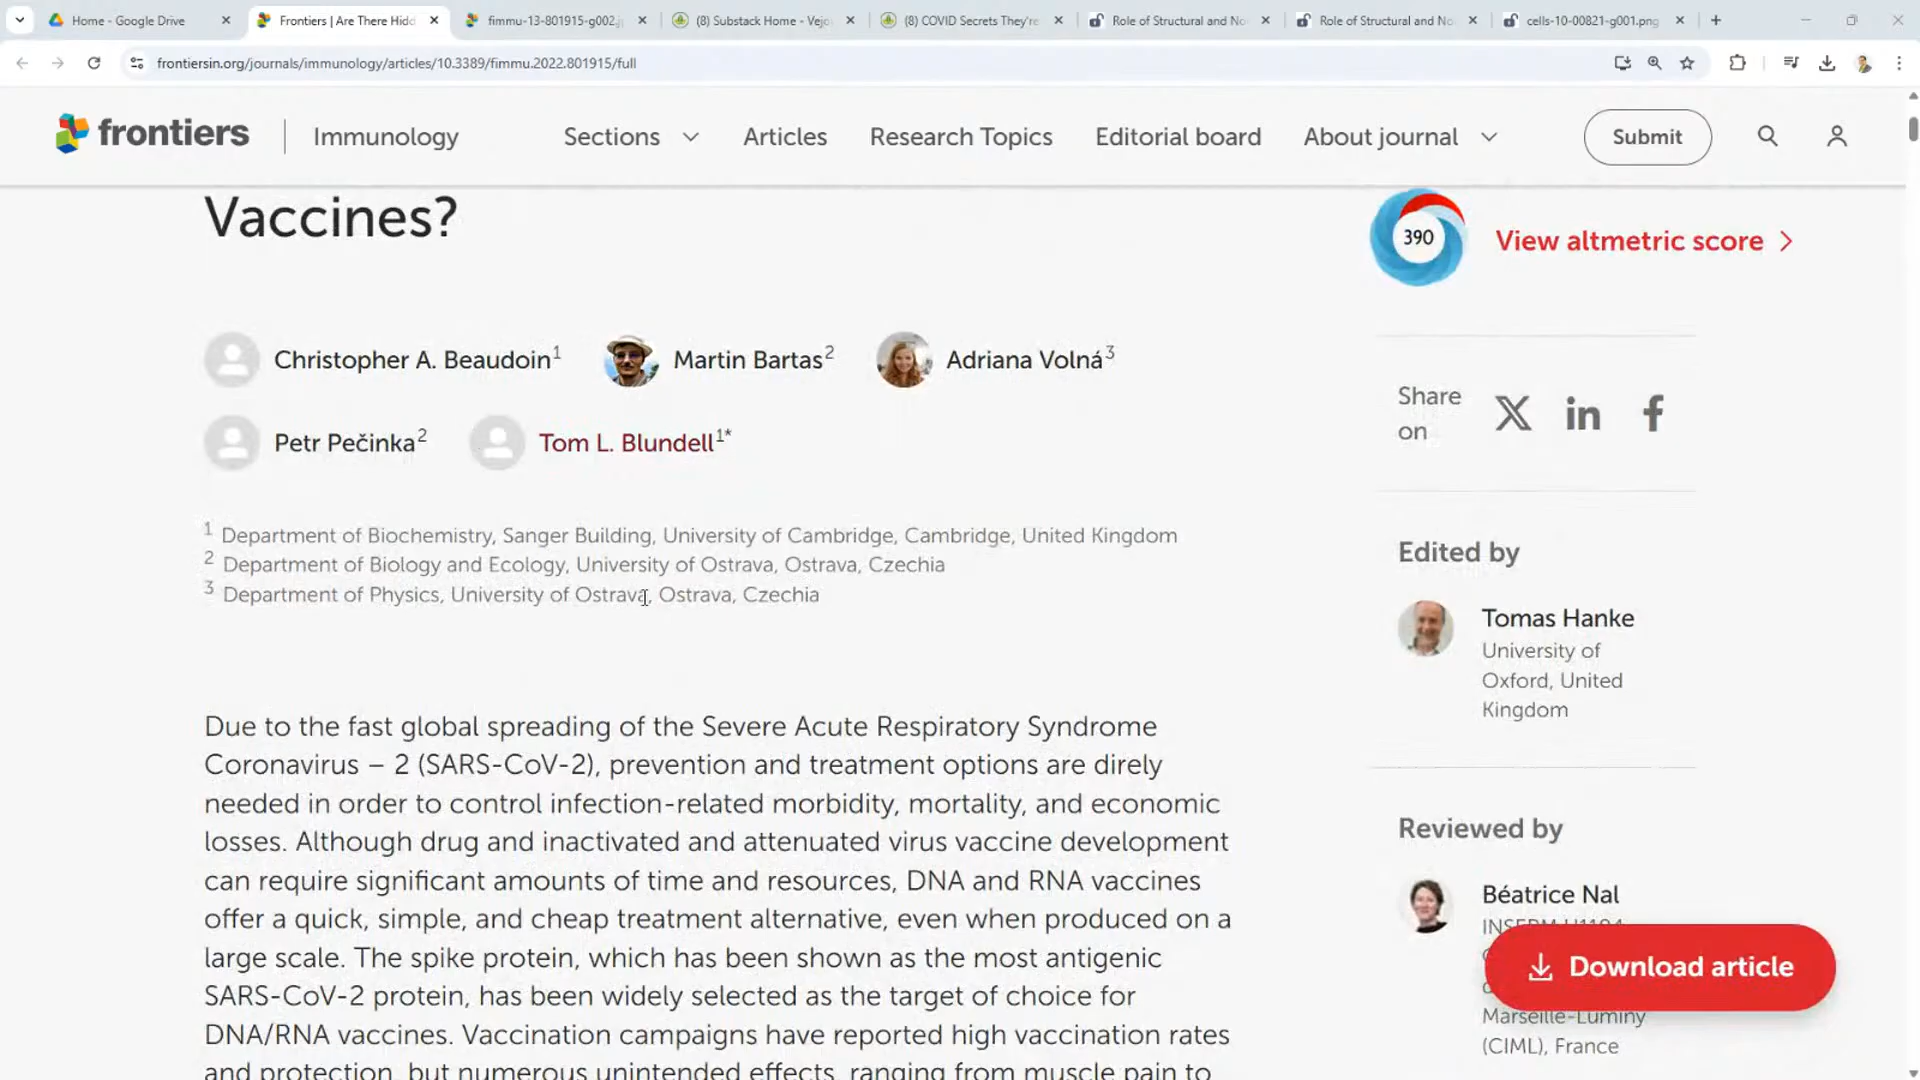 Home - Google Drive
Frontiers | Are There Hidd
fimmu-13-801915-g002.j
(8) Substack Home - Vejo
(8) COVID Secrets They're
Role of Structural and No
Role of Structural and No
cells-10-00821-g001.png
frontiersin.org/journals/immunology/articles/10.3389/fimmu.2022.801915/full
frontiers
Immunology
Sections
Articles
Research Topics
Editorial board
About journal
Submit
Vaccines?
390
View altmetric score
Christopher A. Beaudoin1
Martin Bartas2
Adriana Volná3
Petr Pečinka2
Tom L. Blundell1*
Share
on
1 Department of Biochemistry, Sanger Building, University of Cambridge, Cambridge, United Kingdom
2 Department of Biology and Ecology, University of Ostrava, Ostrava, Czechia
3 Department of Physics, University of Ostrava, Ostrava, Czechia
Edited by
Tomas Hanke
University of
Oxford, United
Kingdom
Due to the fast global spreading of the Severe Acute Respiratory Syndrome
Coronavirus – 2 (SARS-CoV-2), prevention and treatment options are direly
needed in order to control infection-related morbidity, mortality, and economic
losses. Although drug and inactivated and attenuated virus vaccine development
can require significant amounts of time and resources, DNA and RNA vaccines
offer a quick, simple, and cheap treatment alternative, even when produced on a
large scale. The spike protein, which has been shown as the most antigenic
SARS-CoV-2 protein, has been widely selected as the target of choice for
DNA/RNA vaccines. Vaccination campaigns have reported high vaccination rates
and protection, but numerous unintended effects, ranging from muscle pain to
Reviewed by
Béatrice Nal
Download article
Marseille-Luminy
(CIML), France